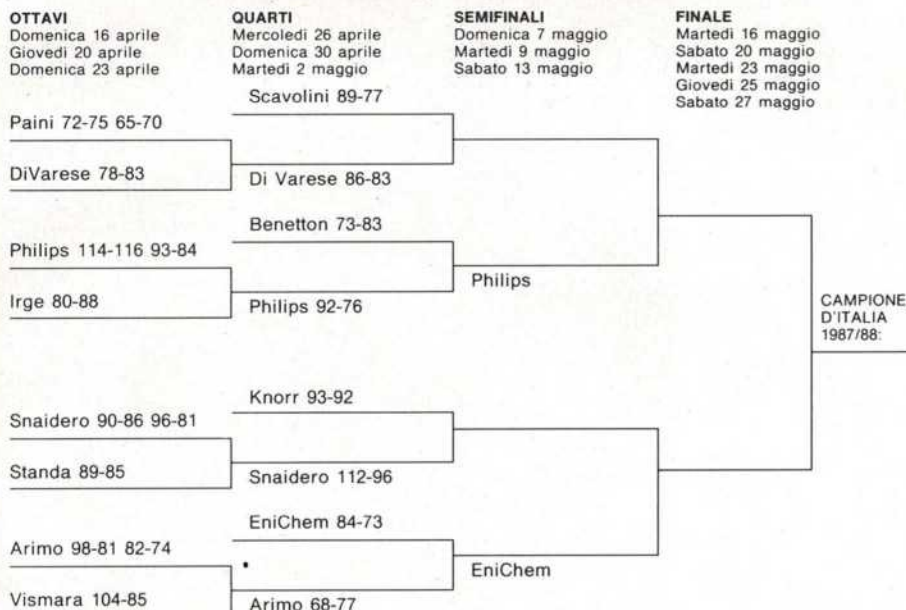 OTTAVI
Domenica 16 aprile
Giovedì 20 aprile
Domenica 23 aprile
QUARTI
Mercoledì 26 aprile
Domenica 30 aprile
Martedì 2 maggio
SEMIFINALI
Domenica 7 maggio
Martedì 9 maggio
Sabato 13 maggio
FINALE
Martedì 16 maggio
Sabato 20 maggio
Martedì 23 maggio
Giovedì 25 maggio
Sabato 27 maggio
Paini 72-75 65-70
DiVarese 78-83
Philips 114-116 93-84
Irge 80-88
Snaidero 90-86 96-81
Standa 89-85
Arimo 98-81 82-74
Vismara 104-85
Scavolini 89-77
Di Varese 86-83
Benetton 73-83
Philips 92-76
Knorr 93-92
Snaidero 112-96
EniChem 84-73
Arimo 68-77
Philips
EniChem
CAMPIONE
D'ITALIA
1987/88: